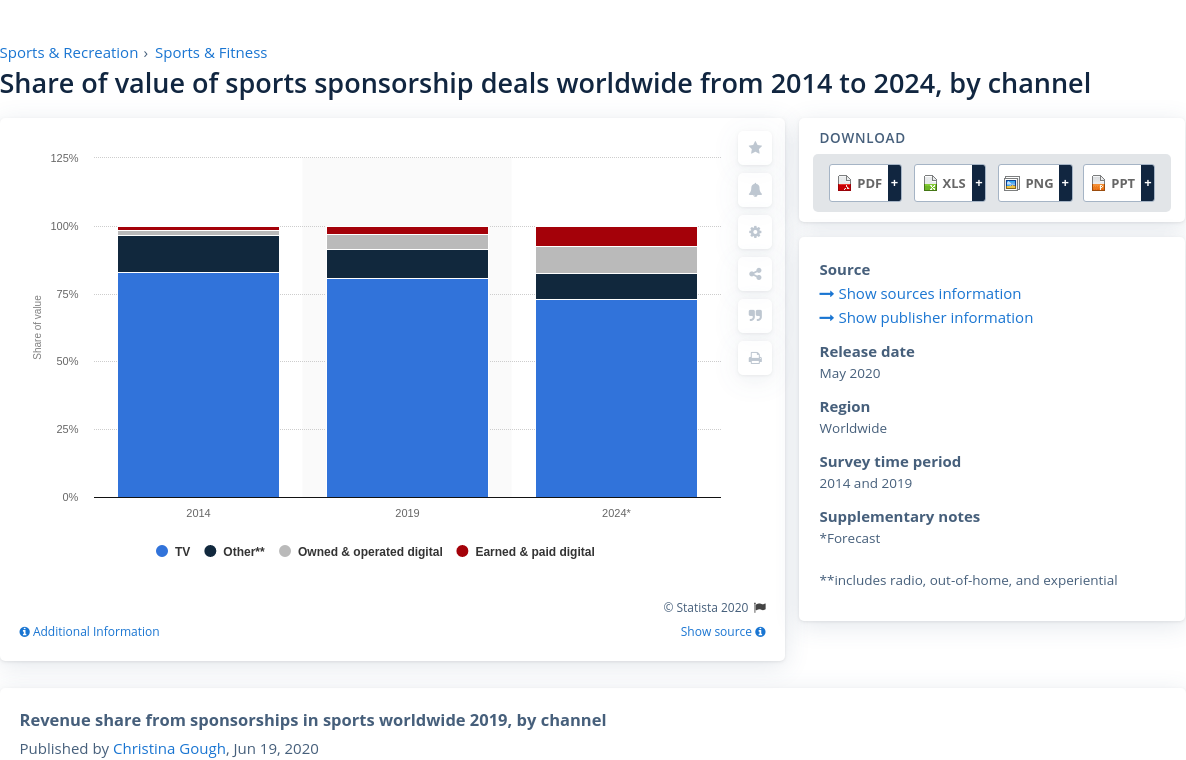 Sports & Recreation › Sports & Fitness
Share of value of sports sponsorship deals worldwide from 2014 to 2024, by channel
125%
100%
75%
50%
25%
0%
Share of value
2014 2019 2024*
TV Other** Owned & operated digital Earned & paid digital
© Statista 2020
Additional Information Show source
DOWNLOAD
PDF + XLS + PNG + PPT +
Source
Show sources information
Show publisher information
Release date
May 2020
Region
Worldwide
Survey time period
2014 and 2019
Supplementary notes
*Forecast
**includes radio, out-of-home, and experiential
Revenue share from sponsorships in sports worldwide 2019, by channel
Published by Christina Gough, Jun 19, 2020